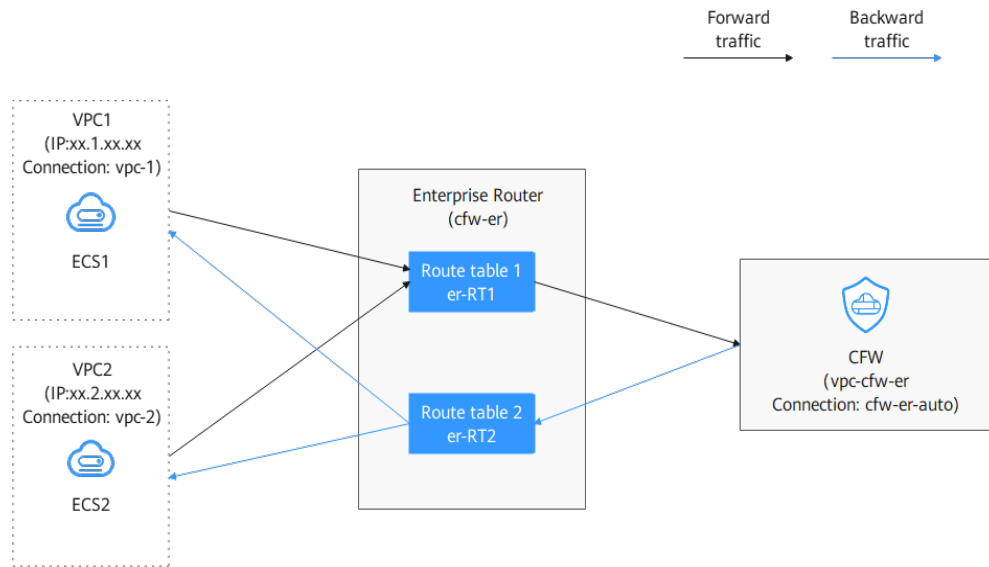 Forward
traffic
Backward
traffic
VPC1
(IP:xx.1.xx.xx
Connection: vpc-1)
ECS1
VPC2
(IP:xx.2.xx.xx
Connection: vpc-2)
ECS2
Enterprise Router
(cfw-er)
Route table 1
er-RT1
Route table 2
er-RT2
CFW
(vpc-cfw-er
Connection: cfw-er-auto)